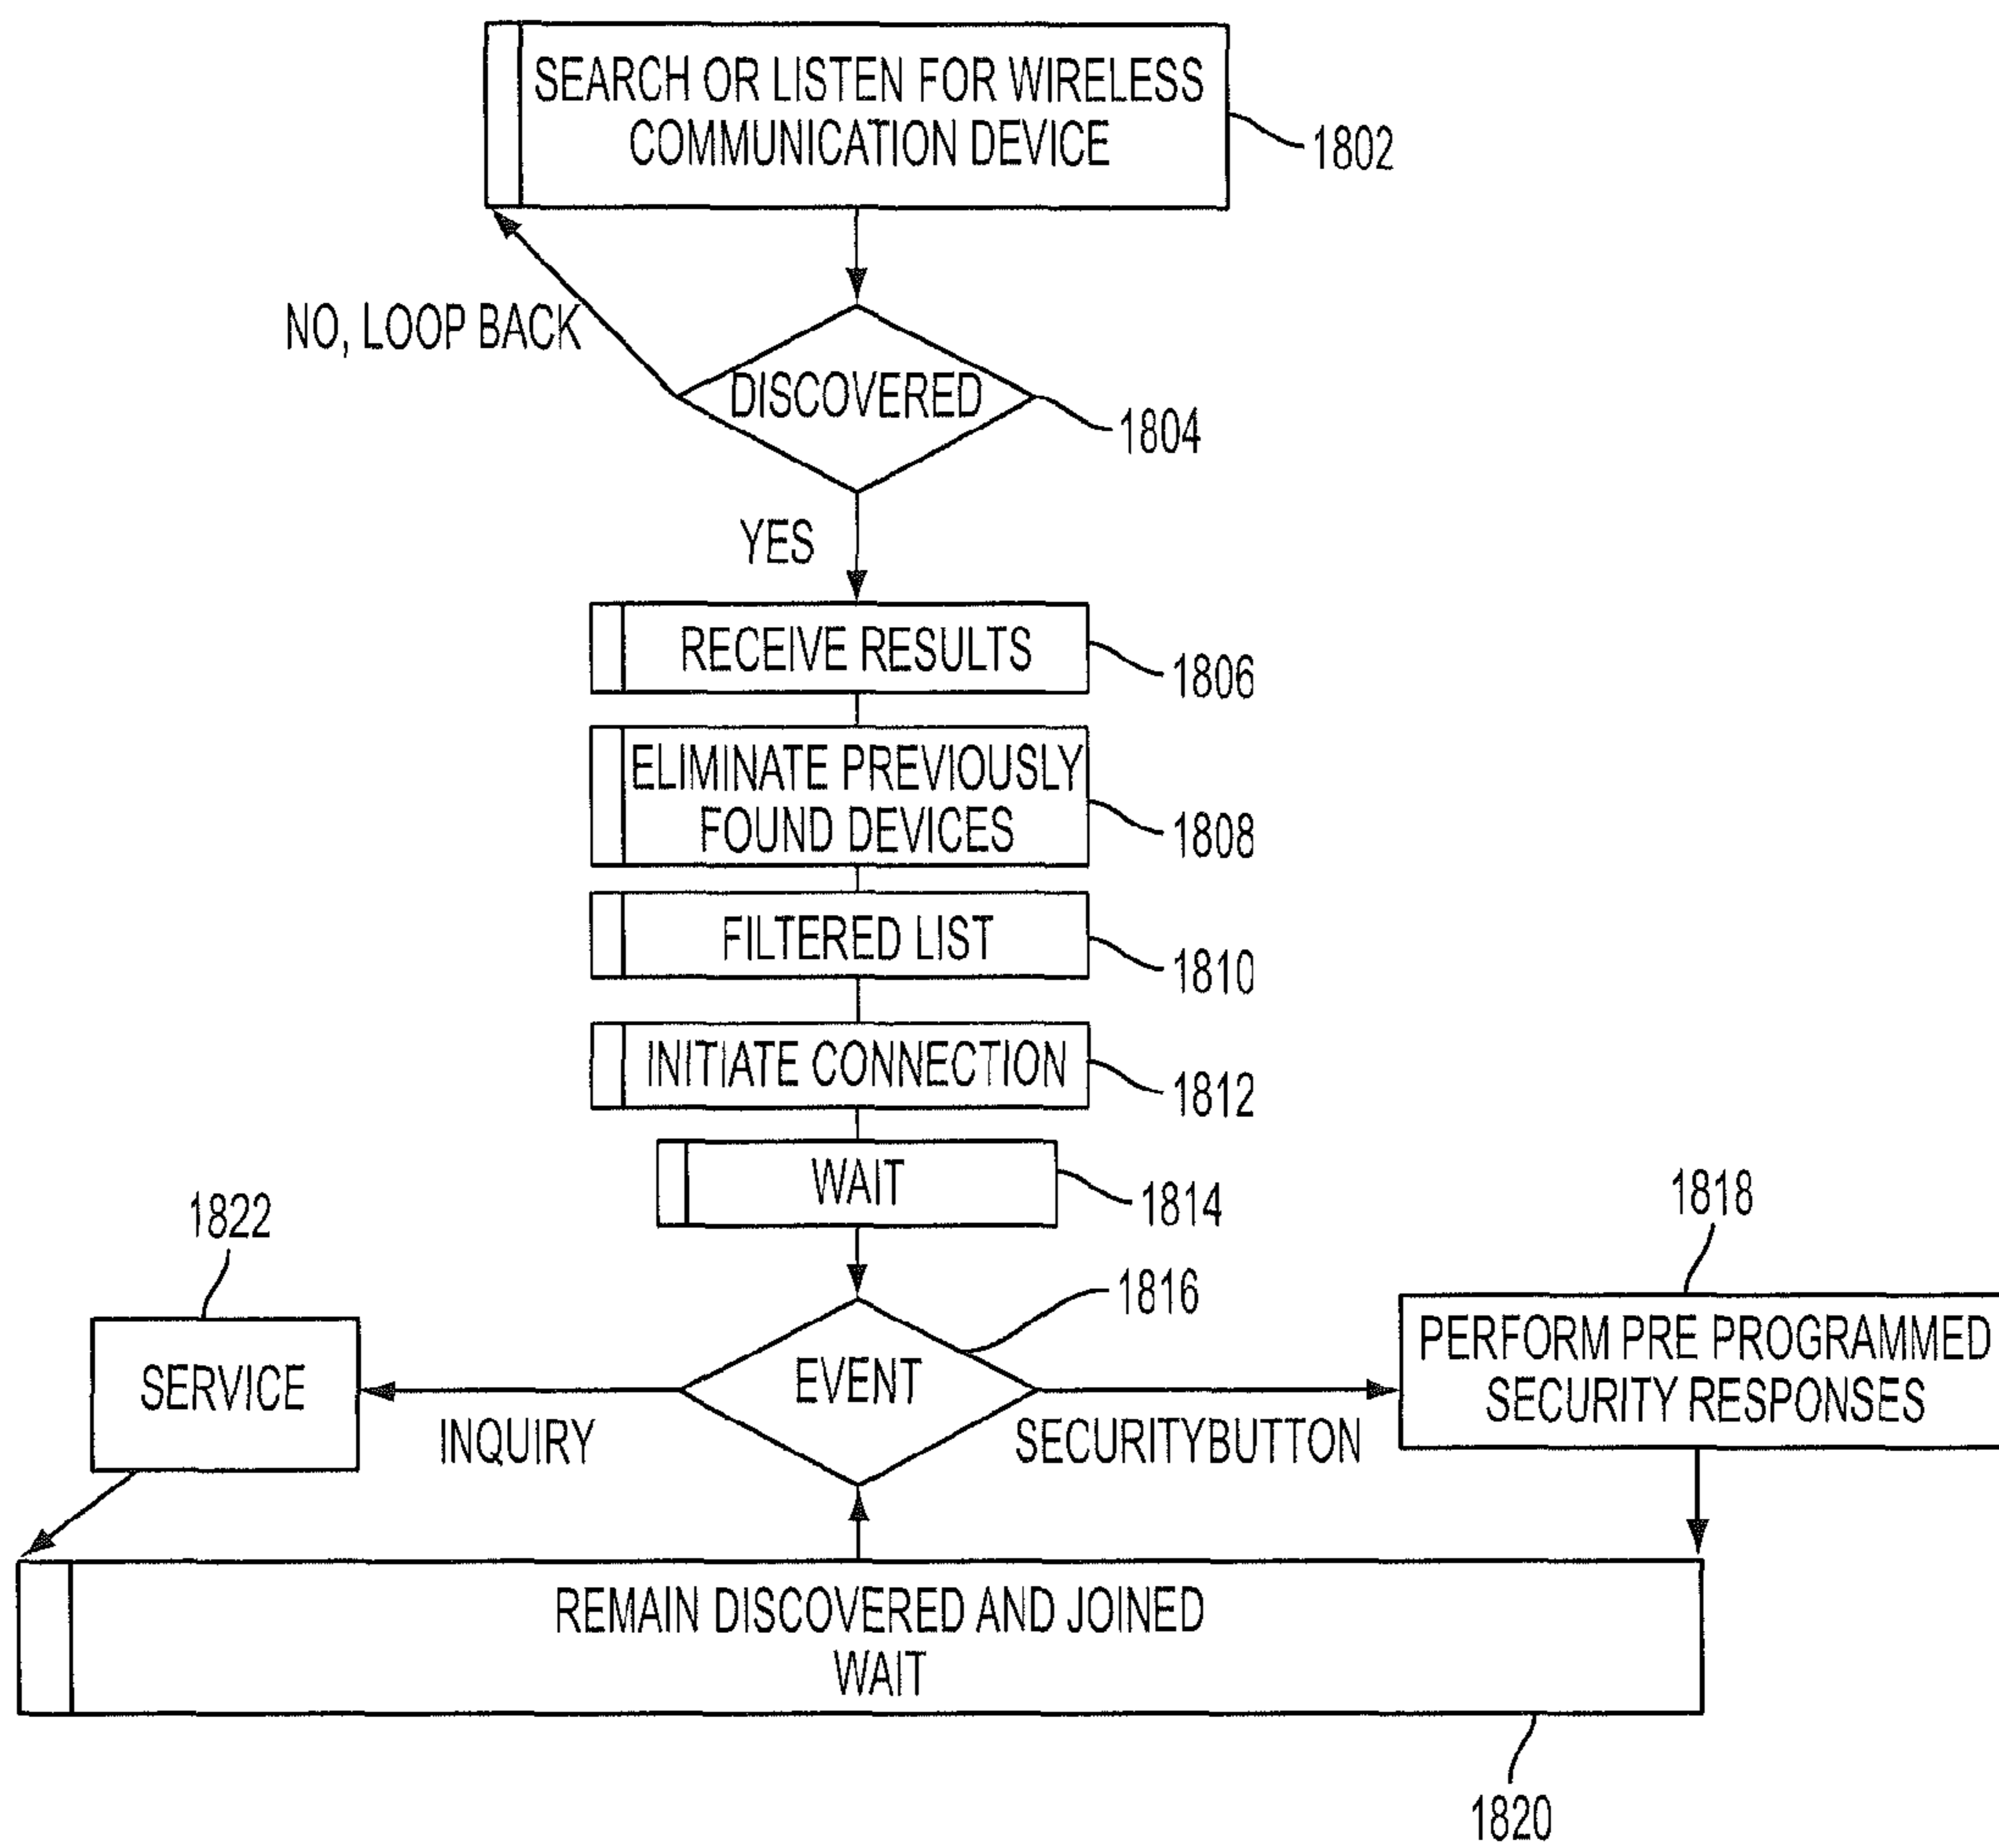 SEARCH OR LISTEN FOR WIRELESS
COMMUNICATION DEVICE
1802
NO, LOOP BACK
DISCOVERED
1804
YES
RECEIVE RESULTS
1806
ELIMINATE PREVIOUSLY
FOUND DEVICES
1808
FILTERED LIST
1810
INITIATE CONNECTION
1812
WAIT
1814
1822
1816
1818
SERVICE
INQUIRY
EVENT
SECURITYBUTTON
PERFORM PRE PROGRAMMED
SECURITY RESPONSES
REMAIN DISCOVERED AND JOINED
WAIT
1820